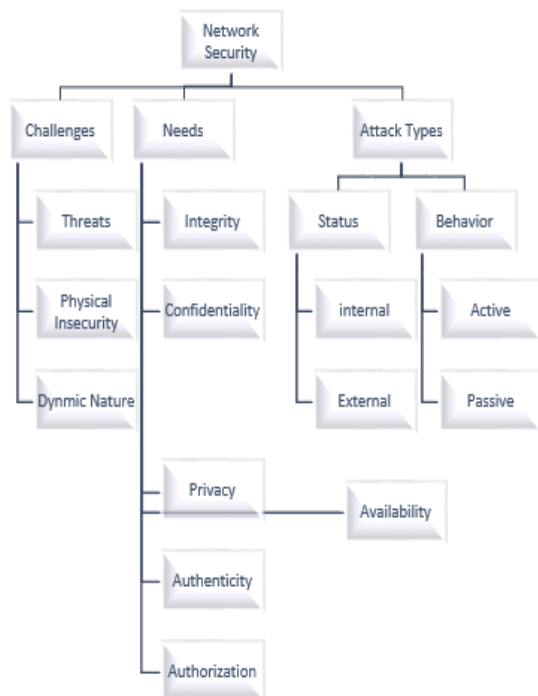 Network
Security
Challenges
Needs
Attack Types
Threats
Integrity
Status
Behavior
Physical
Insecurity
Confidentiality
internal
Active
Dynmic Nature
External
Passive
Privacy
Availability
Authenticity
Authorization